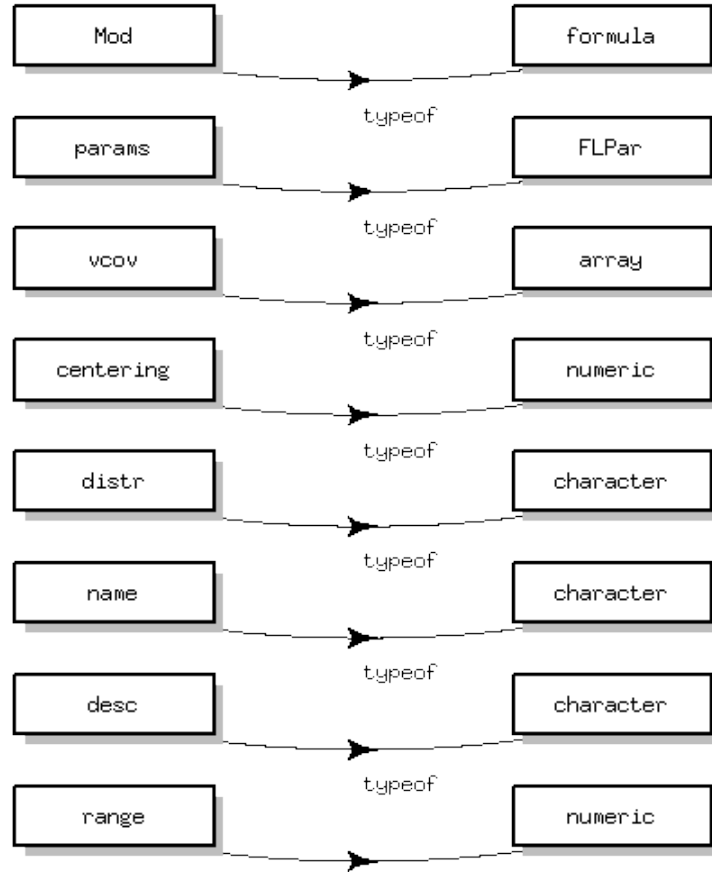 Mod
formula
typeof
params
FLPar
typeof
vcov
array
typeof
centering
numeric
typeof
distr
character
typeof
name
character
typeof
desc
character
typeof
range
numeric